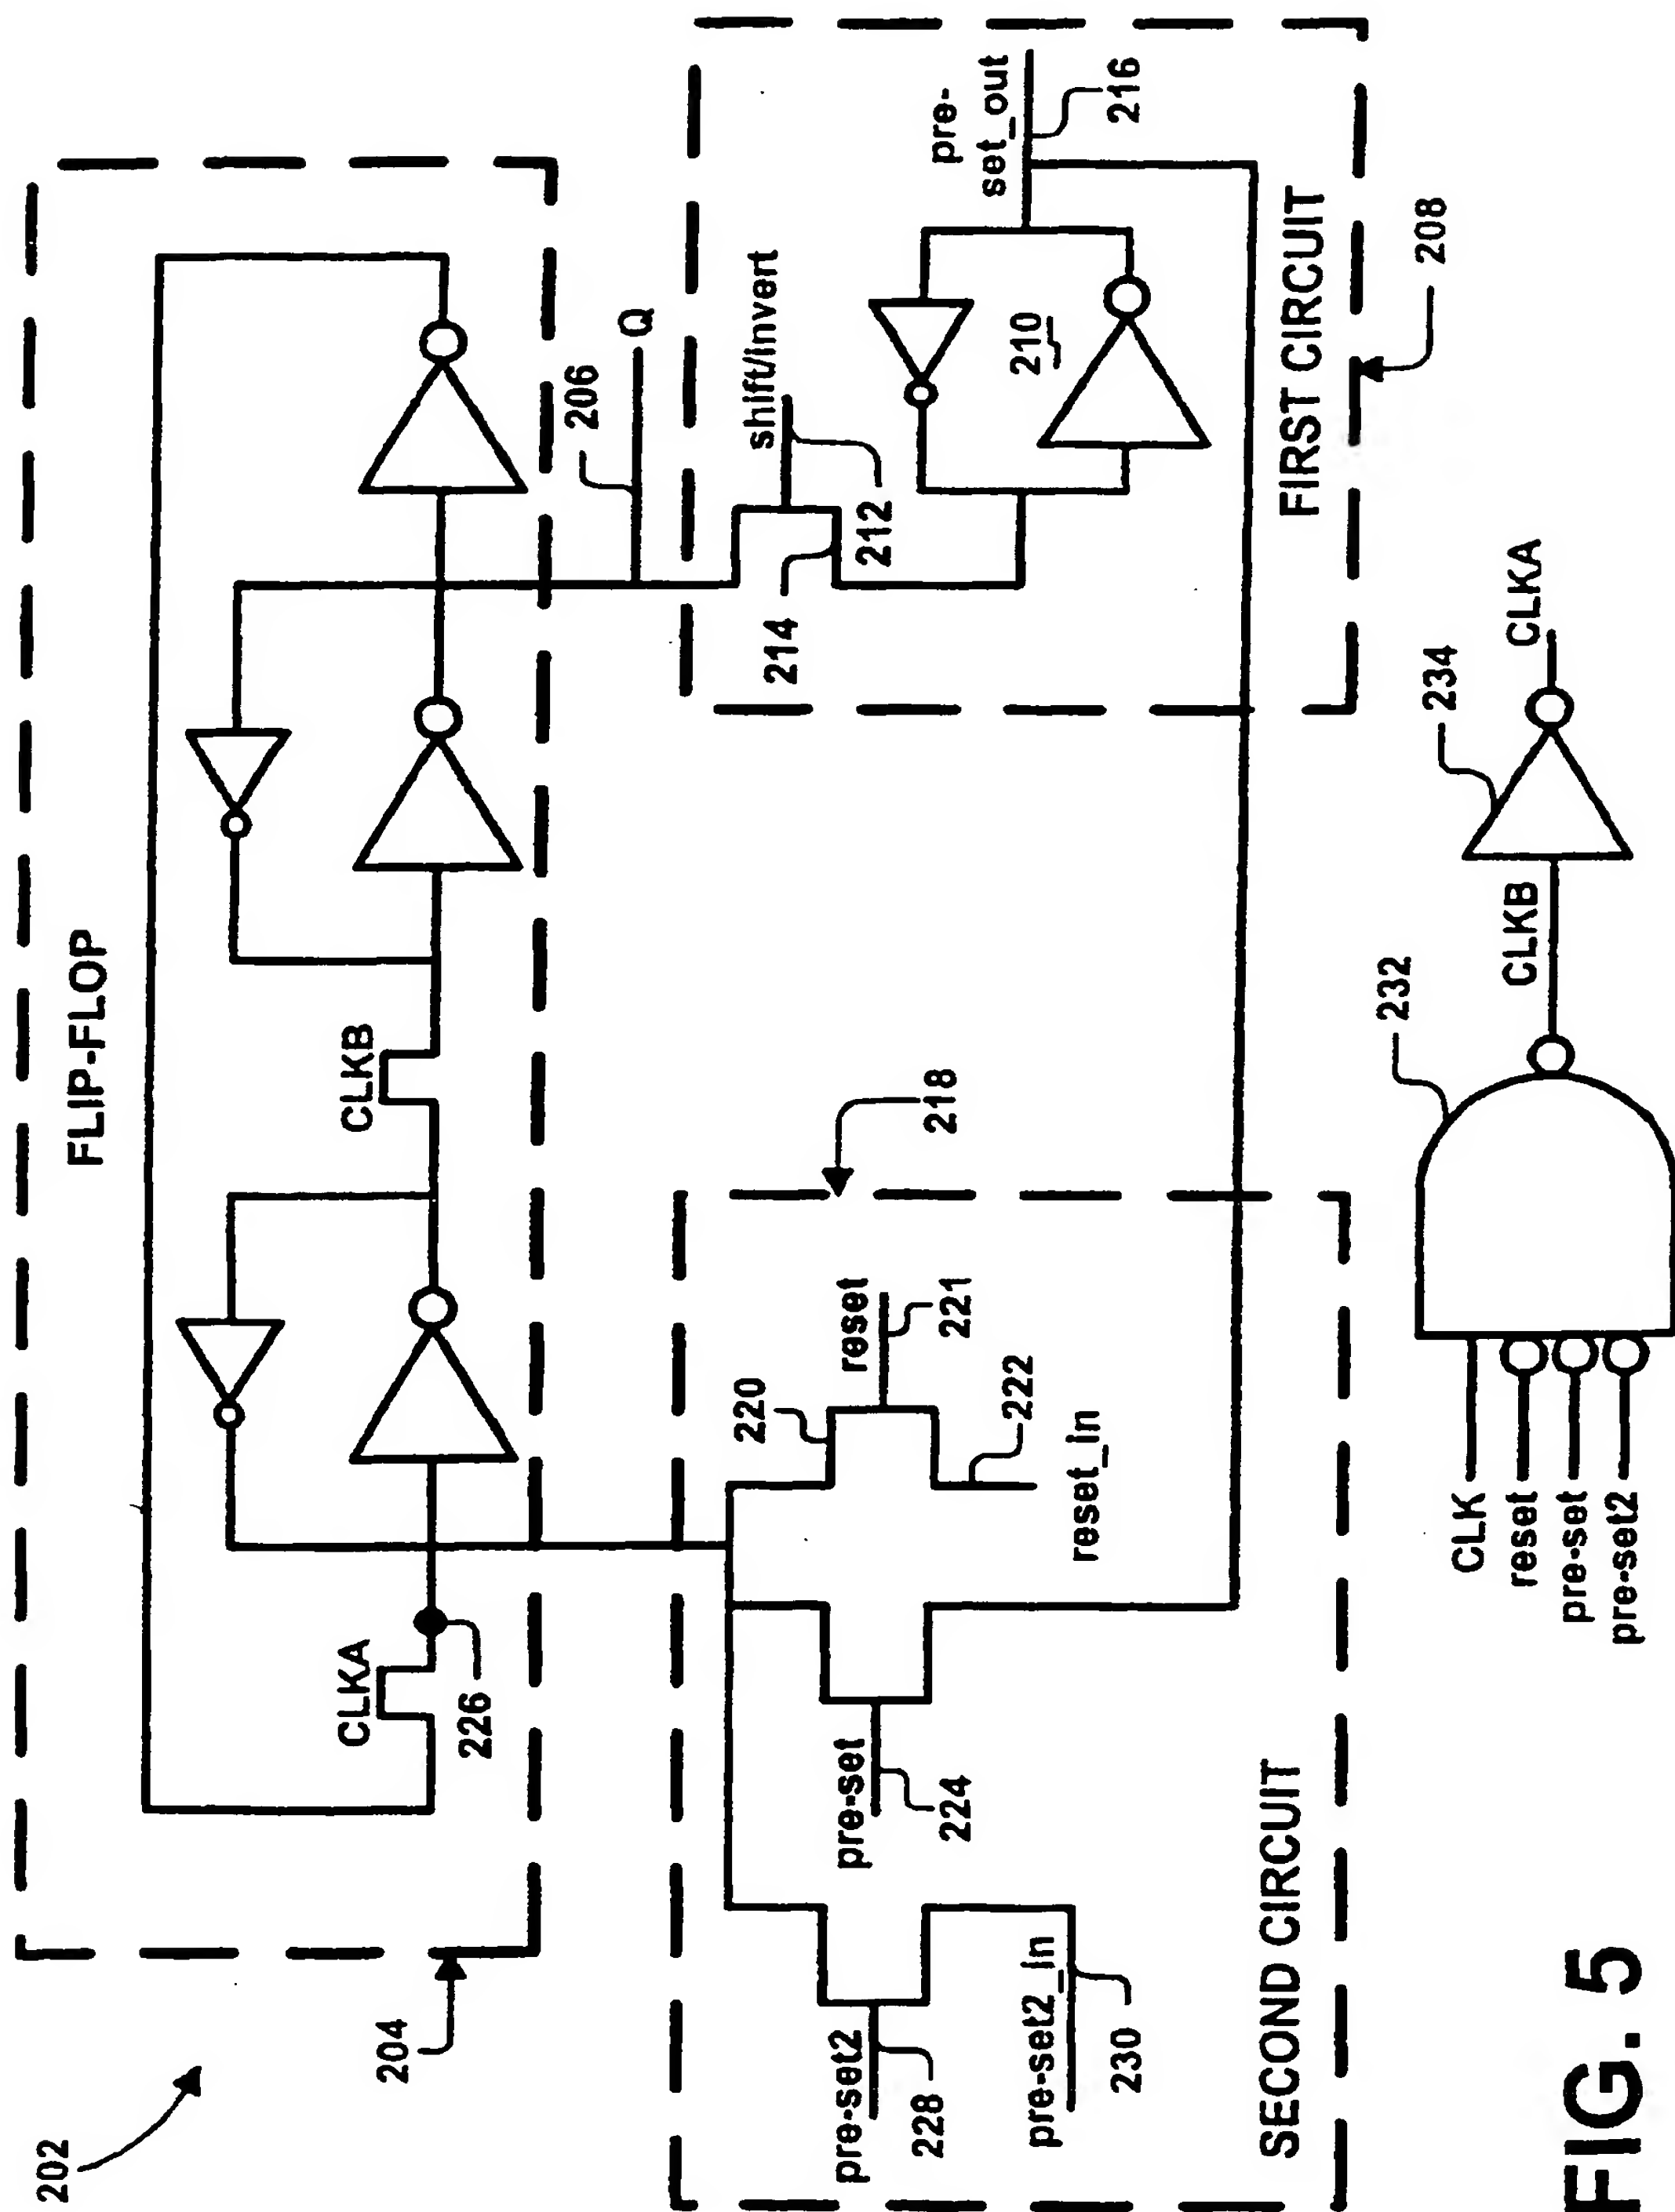 202
204
FLIP-FLOP
CLKA
226
CLKB
206
Q
SECOND CIRCUIT
218
pre-set2
228
pre-set2_in
230
pre-set
224
220
reset
221
222
reset_in
FIRST CIRCUIT
208
shift/invert
214
212
210
pre-
set_out
216
CLK
reset
pre-set
pre-set2
232
CLKB
234
CLKA
FIG. 5